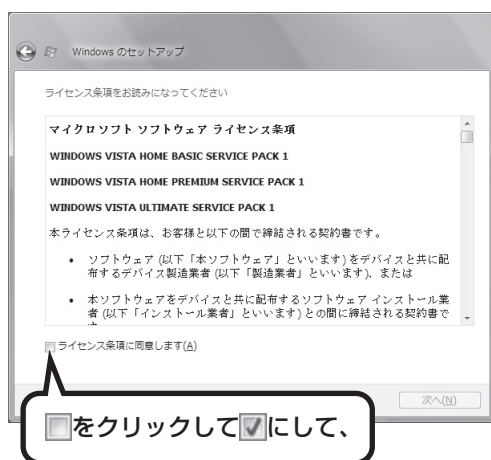 Windows のセットアップ
ライセンス条項をお読みになってください
マイクロソフト ソフトウェア ライセンス条項
WINDOWS VISTA HOME BASIC SERVICE PACK 1
WINDOWS VISTA HOME PREMIUM SERVICE PACK 1
WINDOWS VISTA ULTIMATE SERVICE PACK 1
本ライセンス条項は、お客様と以下の間で締結される契約書です。
• ソフトウェア (以下「本ソフトウェア」といいます) をデバイスと共に配
布するデバイス製造業者 (以下「製造業者」といいます)、または
• 本ソフトウェアをデバイスと共に配布するソフトウェア インストール業
者 (以下「インストール業者」といいます) との間に締結される契約書で
ライセンス条項に同意します(A)
次へ(N)
をクリックして にして、